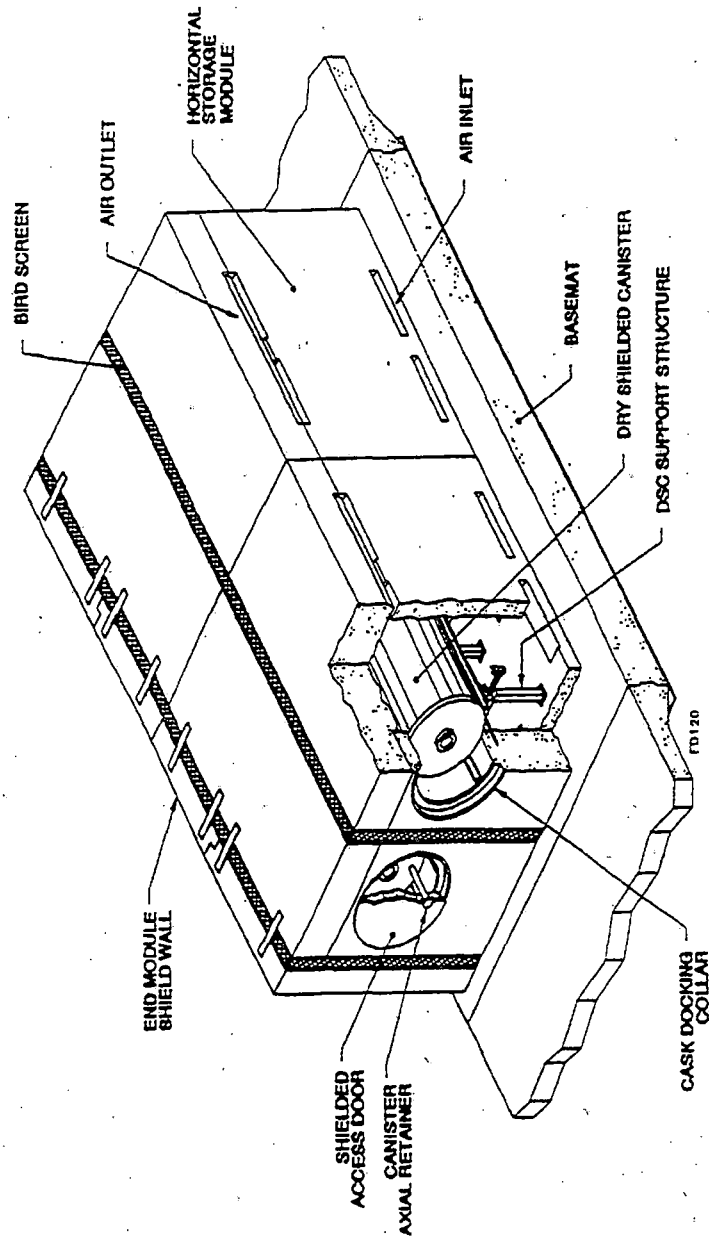 BIRD SCREEN
AIR OUTLET
HORIZONTAL
STORAGE
MODULE
AIR INLET
BASEMAT
DRY SHIELDED CANISTER
DSC SUPPORT STRUCTURE
END MODULE
SHIELD WALL
SHIELDED
ACCESS DOOR
CANISTER
AXIAL RETAINER
CASK DOCKING
COLLAR
FD120